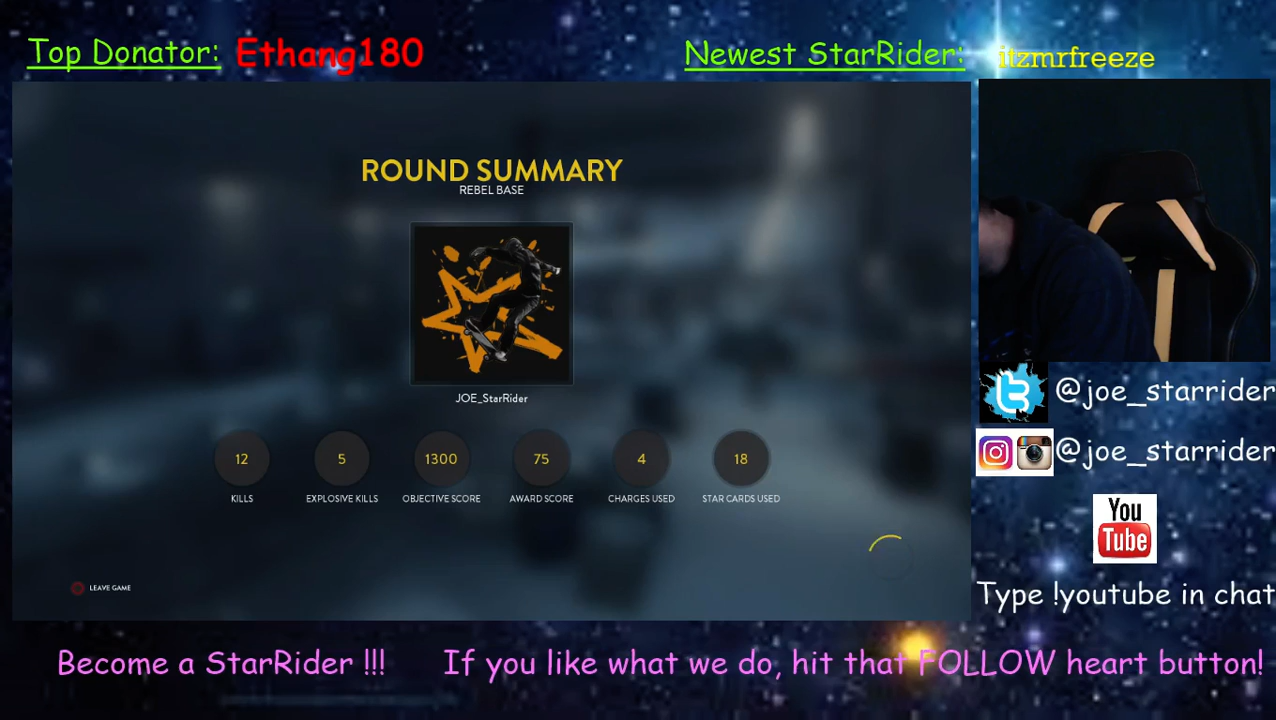 Top Donator: Ethang180
Newest StarRider: itzmrfreeze
ROUND SUMMARY
REBEL BASE
JOE_StarRider
12 5 1300 75 4 18
KILLS EXPLOSIVE KILLS OBJECTIVE SCORE AWARD SCORE CHARGES USED STAR CARDS USED
LEAVE GAME
@joe_starrider
@joe_starrider
You
Tube
Type !youtube in chat
Become a StarRider !!! If you like what we do, hit that FOLLOW heart button!